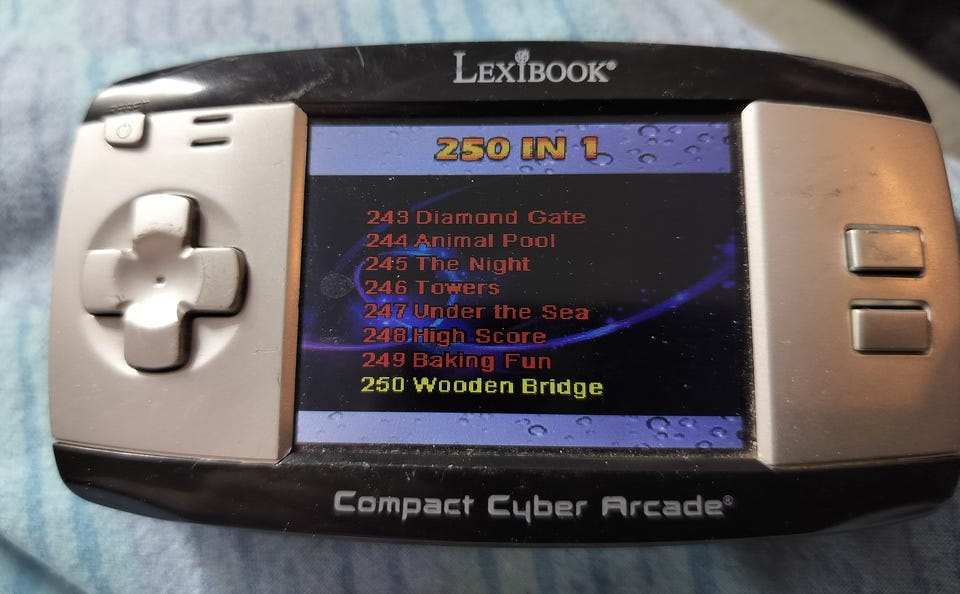 LEXIBOOK®
250 IN 1
243 Diamond Gate
244 Animal Pool
245 The Night
246 Towers
247 Under the Sea
248 High Score
249 Baking Fun
250 Wooden Bridge
Compact Cyber Arcade®